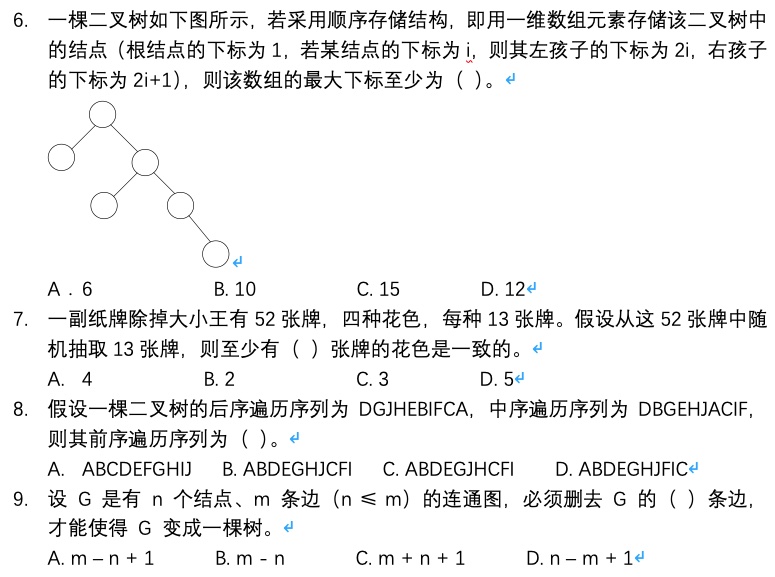 6. 一棵二叉树如下图所示，若采用顺序存储结构，即用一维数组元素存储该二叉树中
的结点（根结点的下标为 1，若某结点的下标为 i，则其左孩子的下标为 2i，右孩子
的下标为 2i+1），则该数组的最大下标至少为（ ）。↵
↵
A . 6 B. 10 C. 15 D. 12↵
7. 一副纸牌除掉大小王有 52 张牌，四种花色，每种 13 张牌。假设从这 52 张牌中随
机抽取 13 张牌，则至少有（ ）张牌的花色是一致的。↵
A. 4 B. 2 C. 3 D. 5↵
8. 假设一棵二叉树的后序遍历序列为 DGJHEBIFCA，中序遍历序列为 DBGEHJACIF，
则其前序遍历序列为（ ）。↵
A. ABCDEFGHIJ B. ABDEGHJCFI C. ABDEGJHCFI D. ABDEGHJFIC↵
9. 设 G 是有 n 个结点、m 条边（n ≤ m）的连通图，必须删去 G 的（ ）条边，
才能使得 G 变成一棵树。↵
A. m – n + 1 B. m - n C. m + n + 1 D. n – m + 1↵